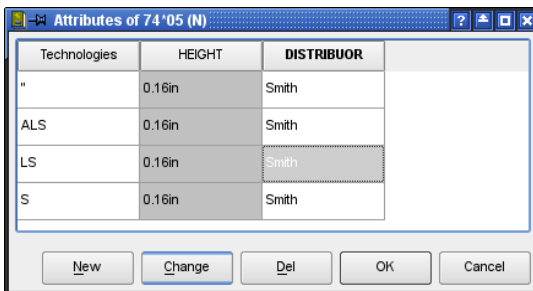 Attributes of 74*05 (N)
Technologies HEIGHT DISTRIBUOR
" 0.16in Smith
ALS 0.16in Smith
LS 0.16in Smith
S 0.16in Smith
New Change Del OK Cancel